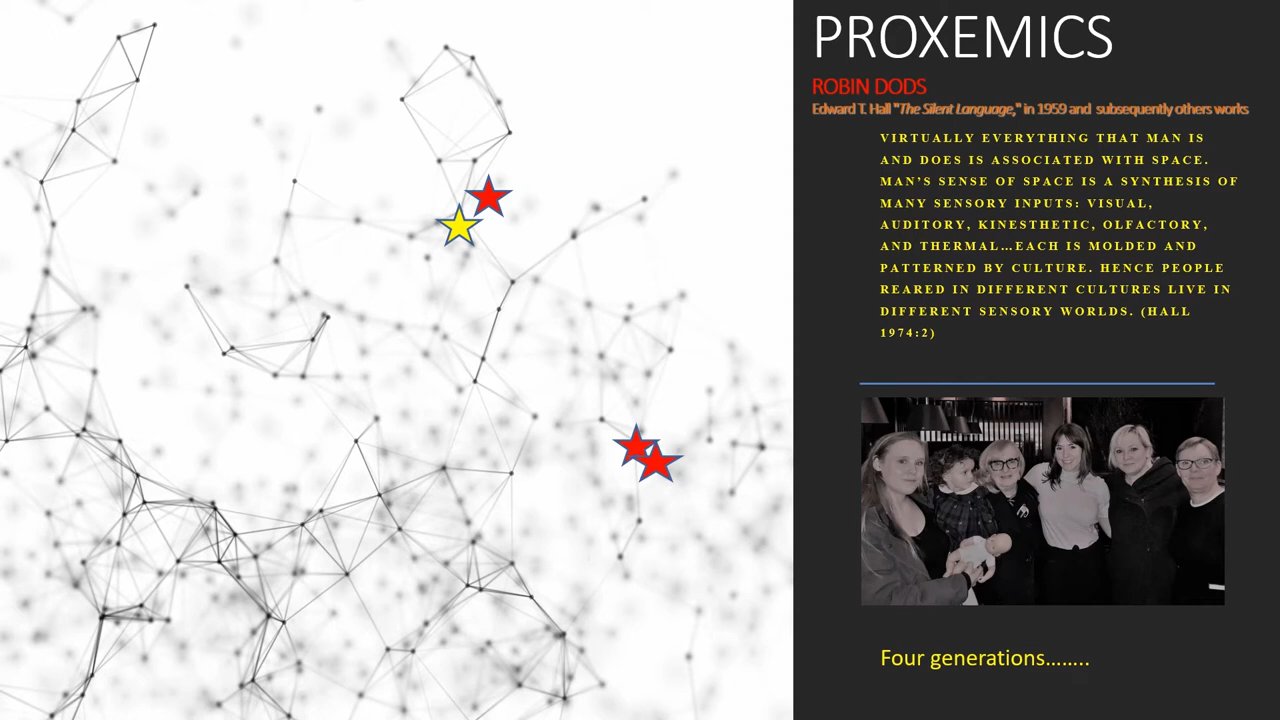 PROXEMICS
ROBIN DODS
Edward T. Hall "The Silent Language," in 1959 and subsequently others works
VIRTUALLY EVERYTHING THAT MAN IS
AND DOES IS ASSOCIATED WITH SPACE.
MAN’S SENSE OF SPACE IS A SYNTHESIS OF
MANY SENSORY INPUTS: VISUAL,
AUDITORY, KINESTHETIC, OLFACTORY,
AND THERMAL…EACH IS MOLDED AND
PATTERNED BY CULTURE. HENCE PEOPLE
REARED IN DIFFERENT CULTURES LIVE IN
DIFFERENT SENSORY WORLDS. (HALL
1974:2)
Four generations……..